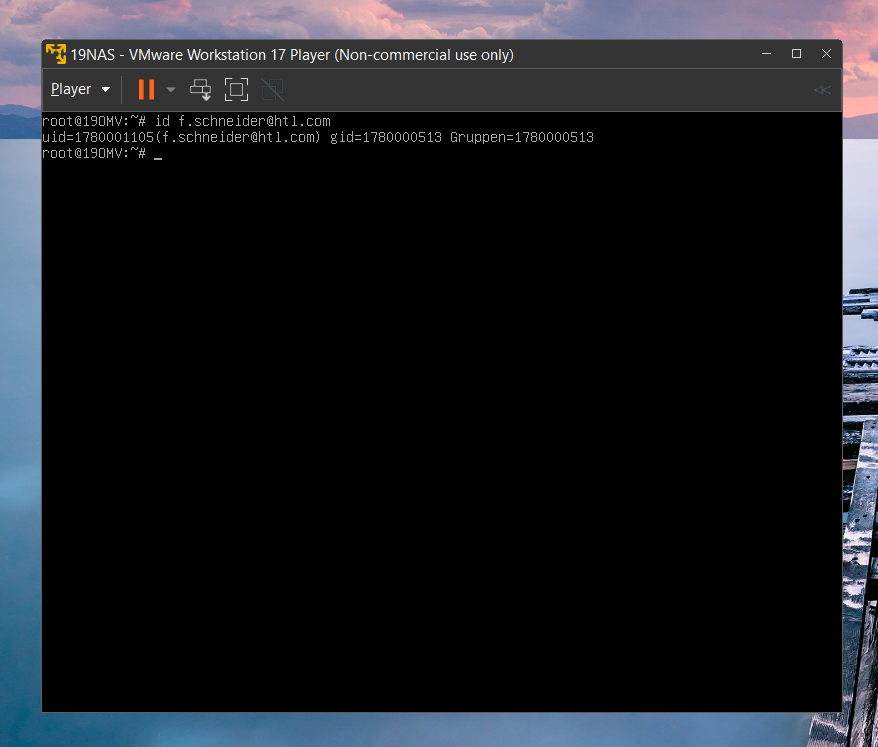 19NAS - VMware Workstation 17 Player (Non-commercial use only)
Player
root@19OMV:~# id f.schneider@htl.com
uid=1780001105(f.schneider@htl.com) gid=1780000513 Gruppen=1780000513
root@19OMV:~# _